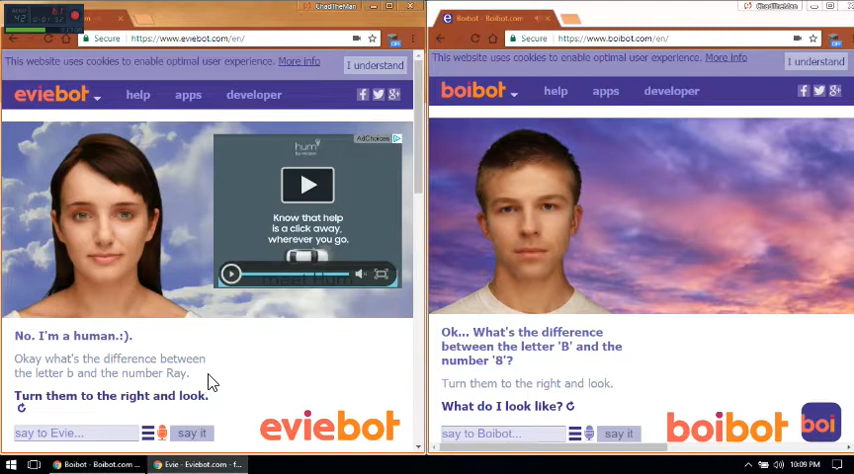 ChadTheMan
Secure
https://www.eviebot.com/en/
This website uses cookies to enable optimal user experience. More info
I understand
eviebot
help
apps
developer
AdChoices
hum
Know that help
is a click away,
wherever you go.
No. I'm a human.:).
Okay what's the difference between
the letter b and the number Ray.
Turn them to the right and look.
say to Evie...
say it
eviebot
Boibot - Boibot.com
ChadTheMan
Secure
https://www.boibot.com/en/
This website uses cookies to enable optimal user experience. More info
I understand
boibot
help
apps
developer
Ok... What's the difference
between the letter 'B' and the
number '8'?
Turn them to the right and look.
What do I look like?
say to Boibot...
say it
boibot
boi
Boibot - Boibot.com ...
Evie - Eviebot.com - f...
10:09 PM